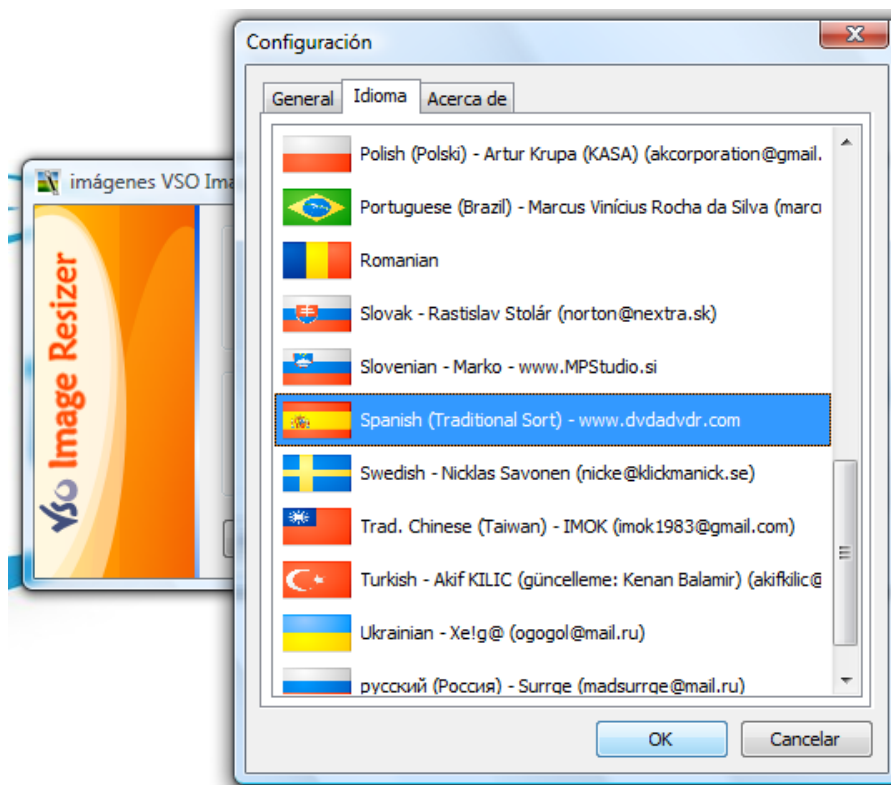 Configuración
General Idioma Acerca de
Polish (Polski) - Artur Krupa (KASA) (akcorporation@gmail.
Portuguese (Brazil) - Marcus Vinícius Rocha da Silva (marcu
Romanian
Slovak - Rastislav Stolár (norton@nextra.sk)
Slovenian - Marko - www.MPStudio.si
Spanish (Traditional Sort) - www.dvdadvdr.com
Swedish - Nicklas Savonen (nicke@klickmanick.se)
Trad. Chinese (Taiwan) - IMOK (imok1983@gmail.com)
Turkish - Akif KILIC (güncelleme: Kenan Balamir) (akifkilic@
Ukrainian - Xe!g@ (ogogol@mail.ru)
русский (Россия) - Surrge (madsurrge@mail.ru)
OK Cancelar
imágenes VSO Ima
VSO Image Resizer